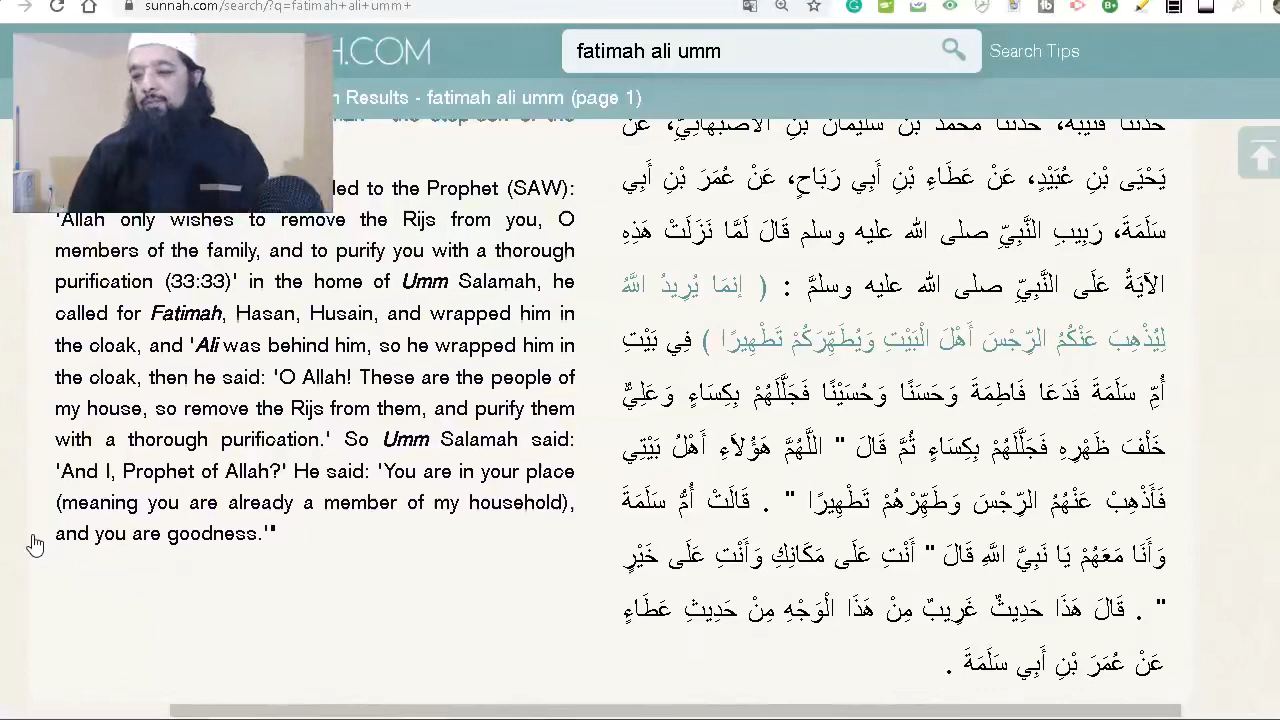 sunnah.com/search/?q=fatimah+ali+umm+
H.COM
fatimah ali umm
Search Tips
Results - fatimah ali umm (page 1)
led to the Prophet (SAW):
'Allah only wishes to remove the Rijs from you, O
members of the family, and to purify you with a thorough
purification (33:33)' in the home of Umm Salamah, he
called for Fatimah, Hasan, Husain, and wrapped him in
the cloak, and 'Ali was behind him, so he wrapped him in
the cloak, then he said: 'O Allah! These are the people of
my house, so remove the Rijs from them, and purify them
with a thorough purification.' So Umm Salamah said:
'And I, Prophet of Allah?' He said: 'You are in your place
(meaning you are already a member of my household),
and you are goodness.'"
حَدَّثَنَا قُتَيْبَةُ، حَدَّثَنَا مُحَمَّدُ بْنُ سُلَيْمَانَ بْنِ الأَصْبَهَانِيِّ، عَنْ
يَحْيَى بْنِ عُبَيْدٍ، عَنْ عَطَاءِ بْنِ أَبِي رَبَاحٍ، عَنْ عُمَرَ بْنِ أَبِي
سَلَمَةَ، رَبِيبِ النَّبِيِّ صلى الله عليه وسلم قَالَ لَمَّا نَزَلَتْ هَذِهِ
الآيَةُ عَلَى النَّبِيِّ صلى الله عليه وسلمَّ : ( إنمَا يُرِيدُ اللَّهُ
لِيُذْهِبَ عَنْكُمُ الرِّجْسَ أَهْلَ الْبَيْتِ وَيُطَهِّرَكُمْ تَطْهِيرًا ) فِي بَيْتِ
أُمِّ سَلَمَةَ فَدَعَا فَاطِمَةَ وَحَسَنًا وَحُسَيْنًا فَجَلَّلَهُمْ بِكِسَاءٍ وَعَلِيٌّ
خَلْفَ ظَهْرِهِ فَجَلَّلَهُمْ بِكِسَاءٍ ثُمَّ قَالَ " اللَّهُمَّ هَؤُلاَءِ أَهْلُ بَيْتِي
فَأَذْهِبْ عَنْهُمُ الرِّجْسَ وَطَهِّرْهُمْ تَطْهِيرًا " . قَالَتْ أُمُّ سَلَمَةَ
وَأَنَا مَعَهُمْ يَا نَبِيَّ اللَّهِ قَالَ " أَنْتِ عَلَى مَكَانِكِ وَأَنْتِ عَلَى خَيْرٍ
" . قَالَ هَذَا حَدِيثٌ غَرِيبٌ مِنْ هَذَا الْوَجْهِ مِنْ حَدِيثِ عَطَاءٍ
عَنْ عُمَرَ بْنِ أَبِي سَلَمَةَ .